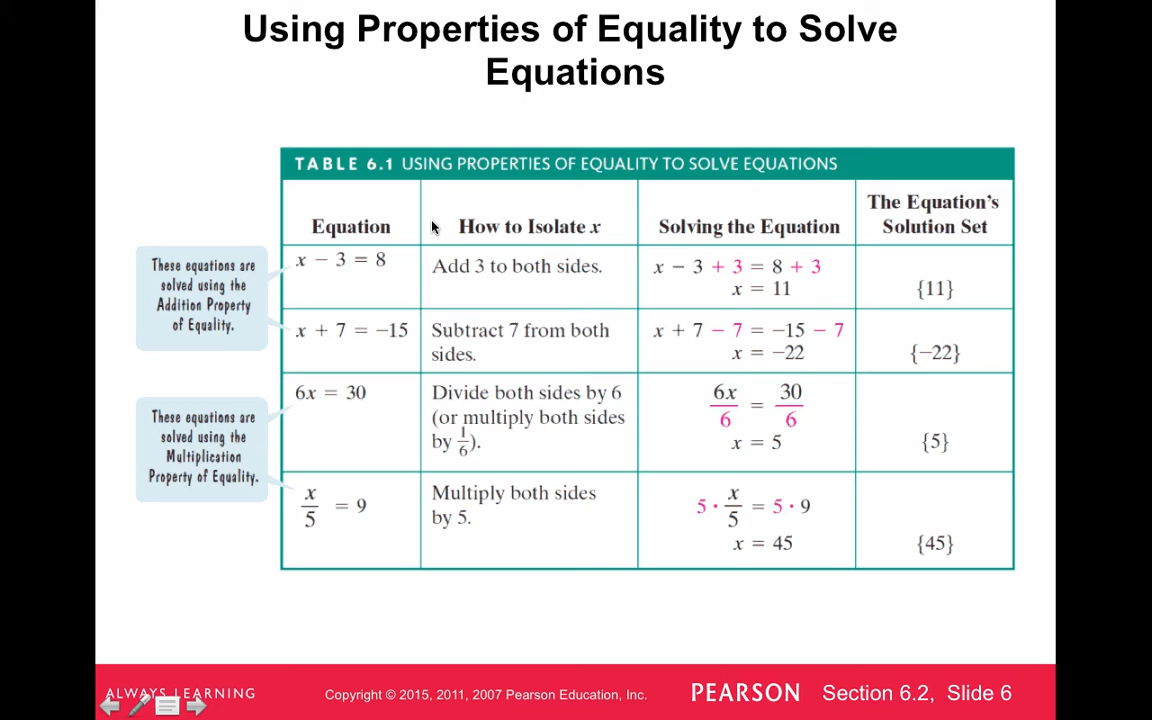 Using Properties of Equality to Solve
Equations
TABLE 6.1 USING PROPERTIES OF EQUALITY TO SOLVE EQUATIONS
Equation
How to Isolate x
Solving the Equation
The Equation's
Solution Set
These equations are
solved using the
Addition Property
of Equality.
x − 3 = 8
Add 3 to both sides.
x − 3 + 3 = 8 + 3
x = 11
{11}
x + 7 = −15
Subtract 7 from both
sides.
x + 7 − 7 = −15 − 7
x = −22
{−22}
These equations are
solved using the
Multiplication
Property of Equality.
6x = 30
Divide both sides by 6
(or multiply both sides
by 1/6).
6x/6 = 30/6
x = 5
{5}
x/5 = 9
Multiply both sides
by 5.
5 · x/5 = 5 · 9
x = 45
{45}
ALWAYS LEARNING
Copyright © 2015, 2011, 2007 Pearson Education, Inc.
PEARSON
Section 6.2, Slide 6